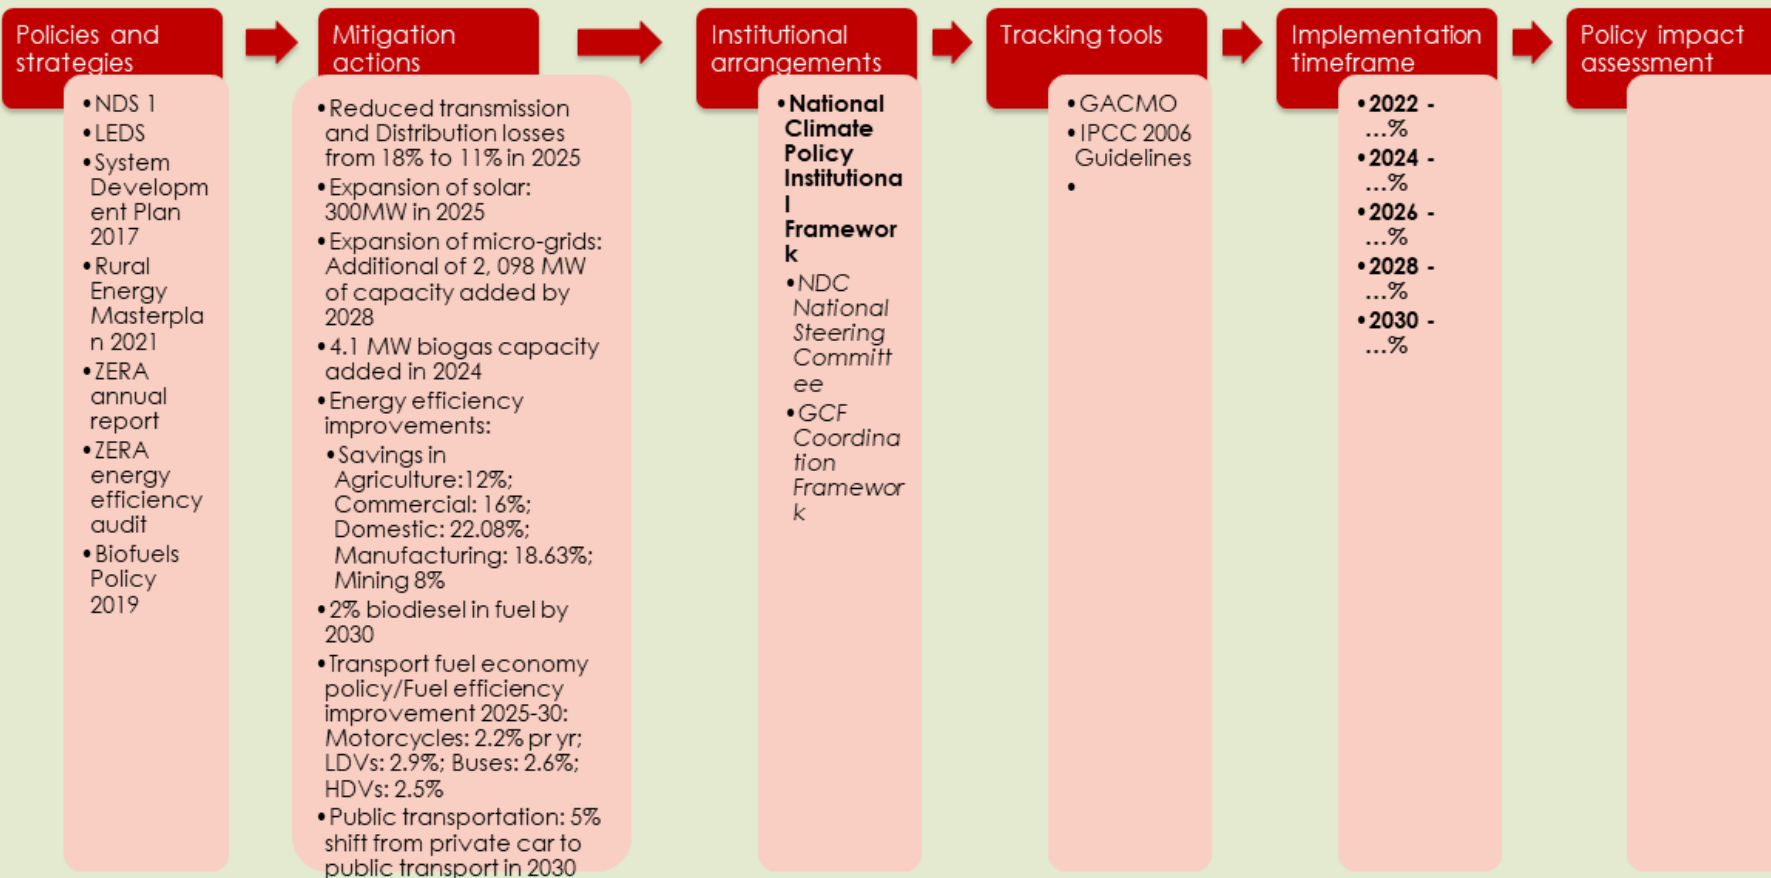 Policies and
strategies
•NDS 1
•LEDS
•System
Developm
ent Plan
2017
•Rural
Energy
Masterpla
n 2021
•ZERA
annual
report
•ZERA
energy
efficiency
audit
•Biofuels
Policy
2019
Mitigation
actions
•Reduced transmission
and Distribution losses
from 18% to 11% in 2025
•Expansion of solar:
300MW in 2025
•Expansion of micro-grids:
Additional of 2, 098 MW
of capacity added by
2028
•4.1 MW biogas capacity
added in 2024
•Energy efficiency
improvements:
•Savings in
Agriculture:12%;
Commercial: 16%;
Domestic: 22.08%;
Manufacturing: 18.63%;
Mining 8%
•2% biodiesel in fuel by
2030
•Transport fuel economy
policy/Fuel efficiency
improvement 2025-30:
Motorcycles: 2.2% pr yr;
LDVs: 2.9%; Buses: 2.6%;
HDVs: 2.5%
•Public transportation: 5%
shift from private car to
public transport in 2030
Institutional
arrangements
•National
Climate
Policy
Institutiona
l
Framewor
k
•NDC
National
Steering
Committ
ee
•GCF
Coordina
tion
Framewor
k
Tracking tools
•GACMO
•IPCC 2006
Guidelines
•
Implementation
timeframe
•2022 -
...%
•2024 -
...%
•2026 -
...%
•2028 -
...%
•2030 -
...%
Policy impact
assessment